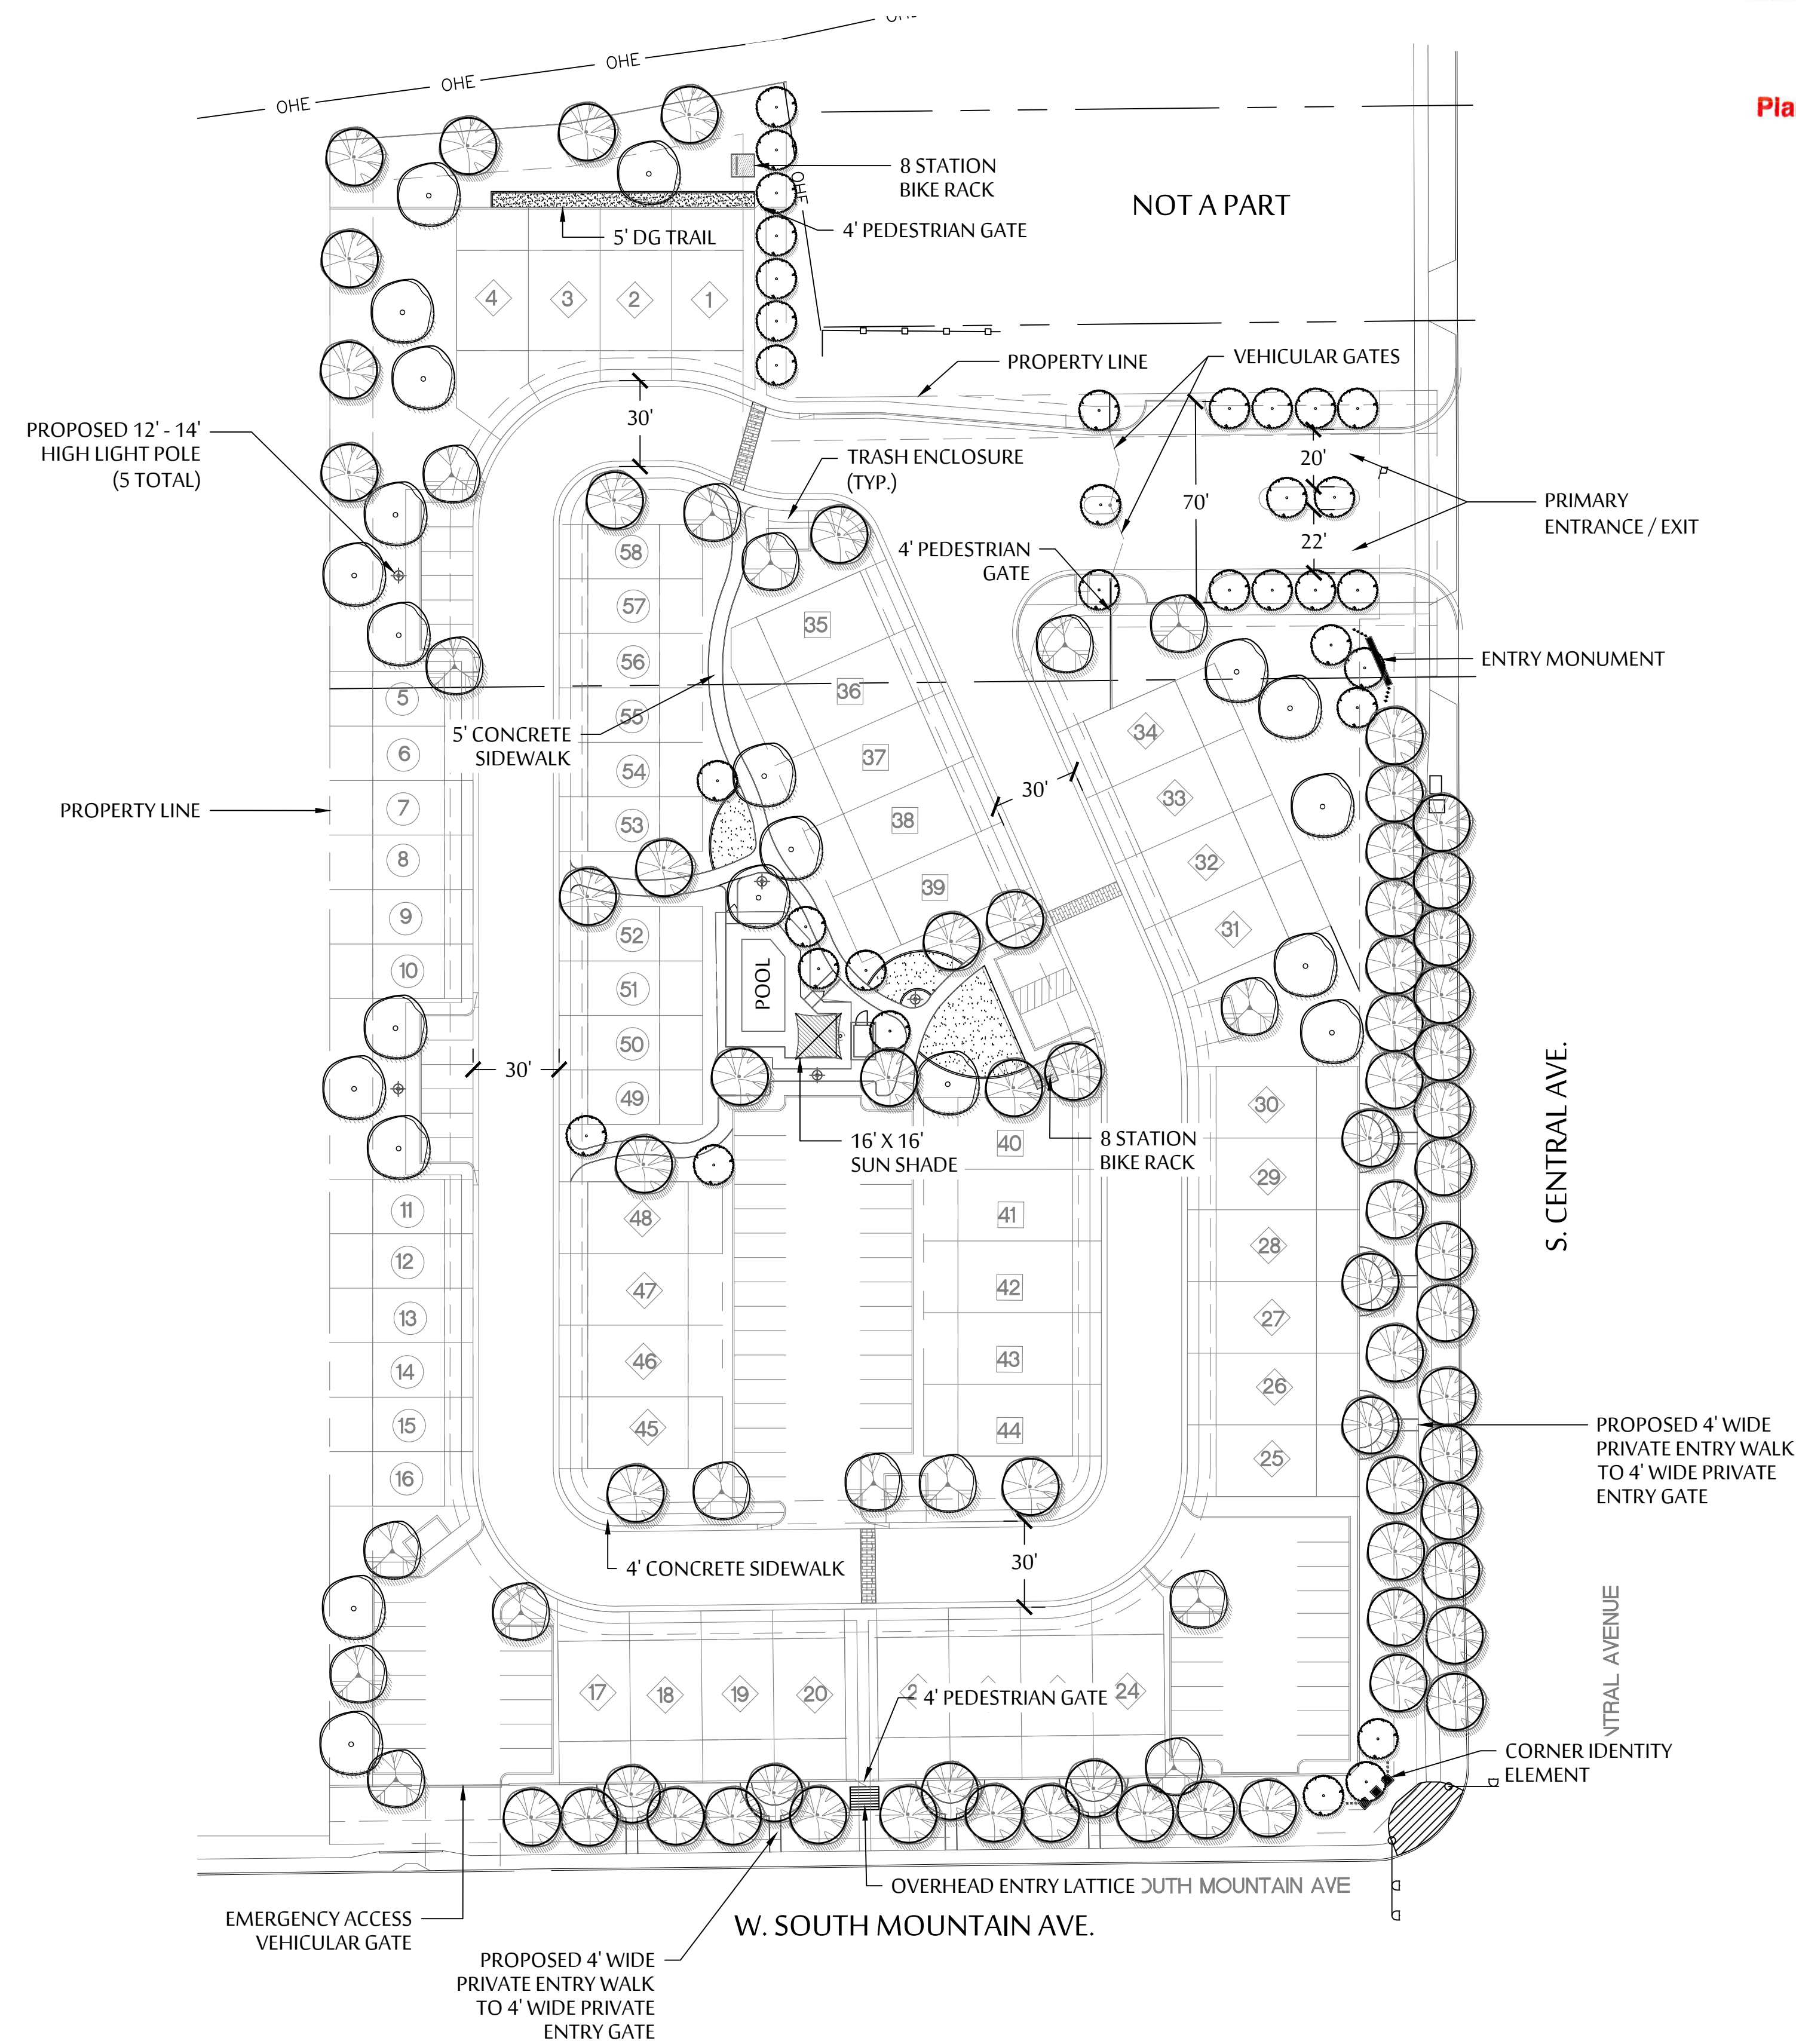 OHE
OHE
OHE
Pla
8 STATION
BIKE RACK
OHE
NOT A PART
4' PEDESTRIAN GATE
5' DG TRAIL
4
3
2
1
PROPERTY LINE
VEHICULAR GATES
30'
PROPOSED 12' - 14'
HIGH LIGHT POLE
(5 TOTAL)
TRASH ENCLOSURE
(TYP.)
20'
70'
PRIMARY
ENTRANCE / EXIT
22'
4' PEDESTRIAN
GATE
58
57
56
55
54
53
35
36
37
38
39
ENTRY MONUMENT
5' CONCRETE
SIDEWALK
34
33
32
31
30'
PROPERTY LINE
5
6
7
8
9
10
52
51
50
49
POOL
30'
16' X 16'
SUN SHADE
8 STATION
BIKE RACK
40
41
42
43
44
30
29
28
27
26
25
S. CENTRAL AVE.
11
12
13
14
15
16
48
47
46
45
PROPOSED 4' WIDE
PRIVATE ENTRY WALK
TO 4' WIDE PRIVATE
ENTRY GATE
4' CONCRETE SIDEWALK
30'
NTRAL AVENUE
17
18
19
20
2
24
4' PEDESTRIAN GATE
CORNER IDENTITY
ELEMENT
OVERHEAD ENTRY LATTICE
OUTH MOUNTAIN AVE
W. SOUTH MOUNTAIN AVE.
EMERGENCY ACCESS
VEHICULAR GATE
PROPOSED 4' WIDE
PRIVATE ENTRY WALK
TO 4' WIDE PRIVATE
ENTRY GATE